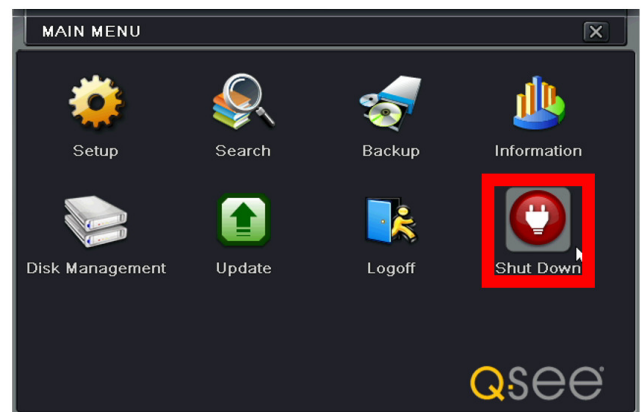 MAIN MENU
Setup Search Backup Information
Disk Management Update Logoff Shut Down
Q-See